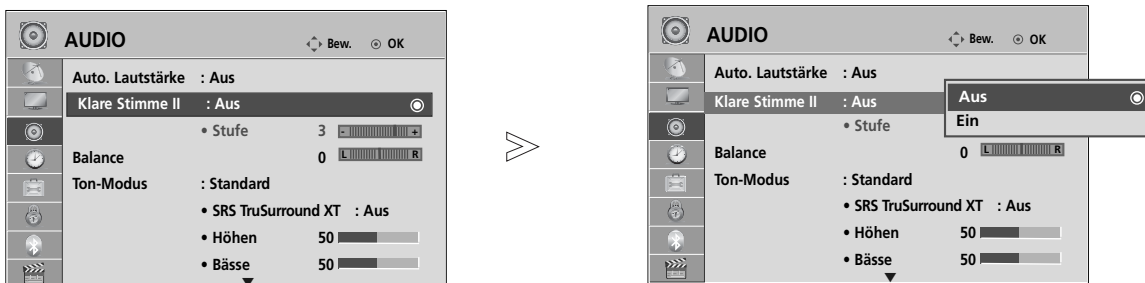 AUDIO Bew. OK
Auto. Lautstärke : Aus
Klare Stimme II : Aus
• Stufe 3 - +
Balance 0 L R
Ton-Modus : Standard
• SRS TruSurround XT : Aus
• Höhen 50
• Bässe 50
AUDIO Bew. OK
Auto. Lautstärke : Aus
Klare Stimme II : Aus
Aus
Ein
• Stufe
Balance 0 L R
Ton-Modus : Standard
• SRS TruSurround XT : Aus
• Höhen 50
• Bässe 50